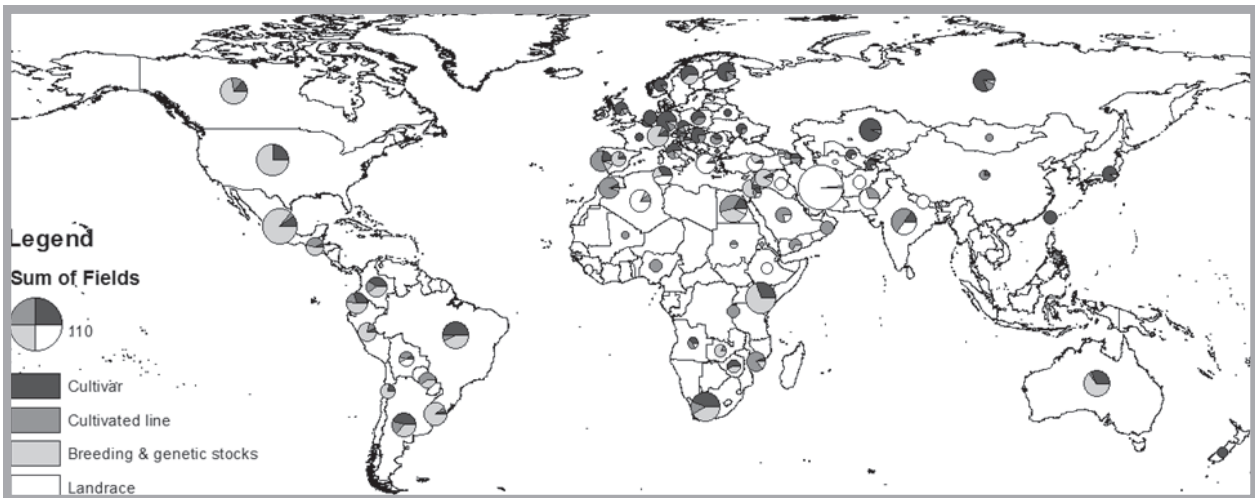 Legend
Sum of Fields
110
Cultivar
Cultivated line
Breeding & genetic stocks
Landrace